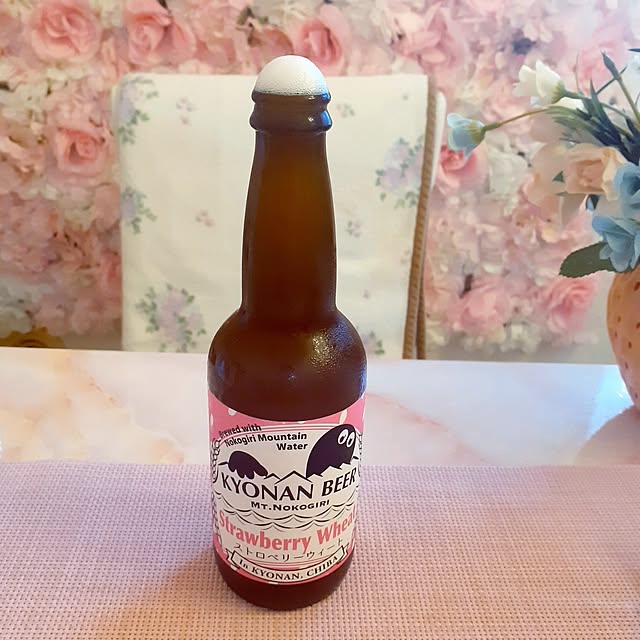 Brewed with
Nokogiri Mountain
Water
KYONAN BEER
MT.NOKOGIRI
Strawberry Wheat
ストロベリーウィート
In KYONAN, CHIBA